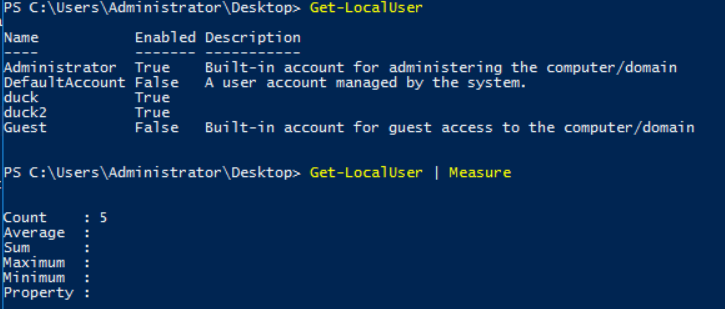 PS C:\Users\Administrator\Desktop> Get-LocalUser
Name Enabled Description
---- ------- -----------
Administrator True Built-in account for administering the computer/domain
DefaultAccount False A user account managed by the system.
duck True
duck2 True
Guest False Built-in account for guest access to the computer/domain
PS C:\Users\Administrator\Desktop> Get-LocalUser | Measure
Count : 5
Average :
Sum :
Maximum :
Minimum :
Property :